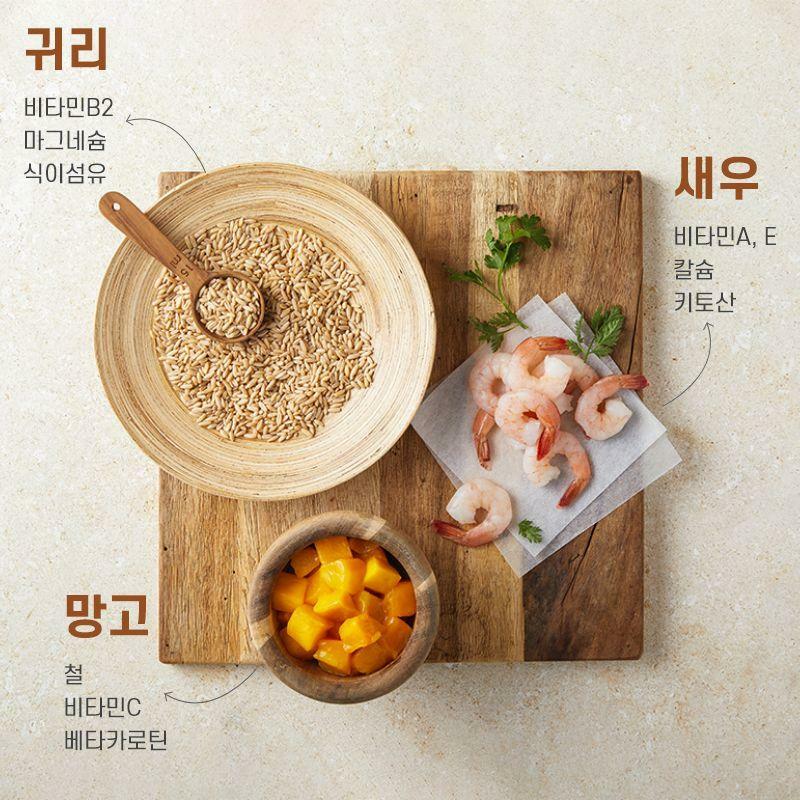 귀리
비타민B2
마그네슘
식이섬유
새우
비타민A, E
칼슘
키토산
망고
철
비타민C
베타카로틴
15 ml